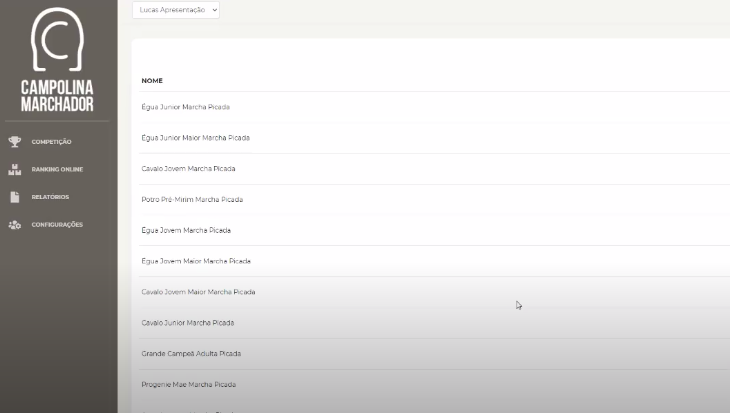 Lucas Apresentação
CAMPOLINA
MARCHADOR
COMPETIÇÃO
RANKING ONLINE
RELATÓRIOS
CONFIGURAÇÕES
NOME
Égua Junior Marcha Picada
Égua Junior Maior Marcha Picada
Cavalo Jovem Marcha Picada
Potro Pré-Mirim Marcha Picada
Égua Jovem Marcha Picada
Égua Jovem Maior Marcha Picada
Cavalo Jovem Maior Marcha Picada
Cavalo Junior Marcha Picada
Grande Campeã Adulta Picada
Progenie Mae Marcha Picada